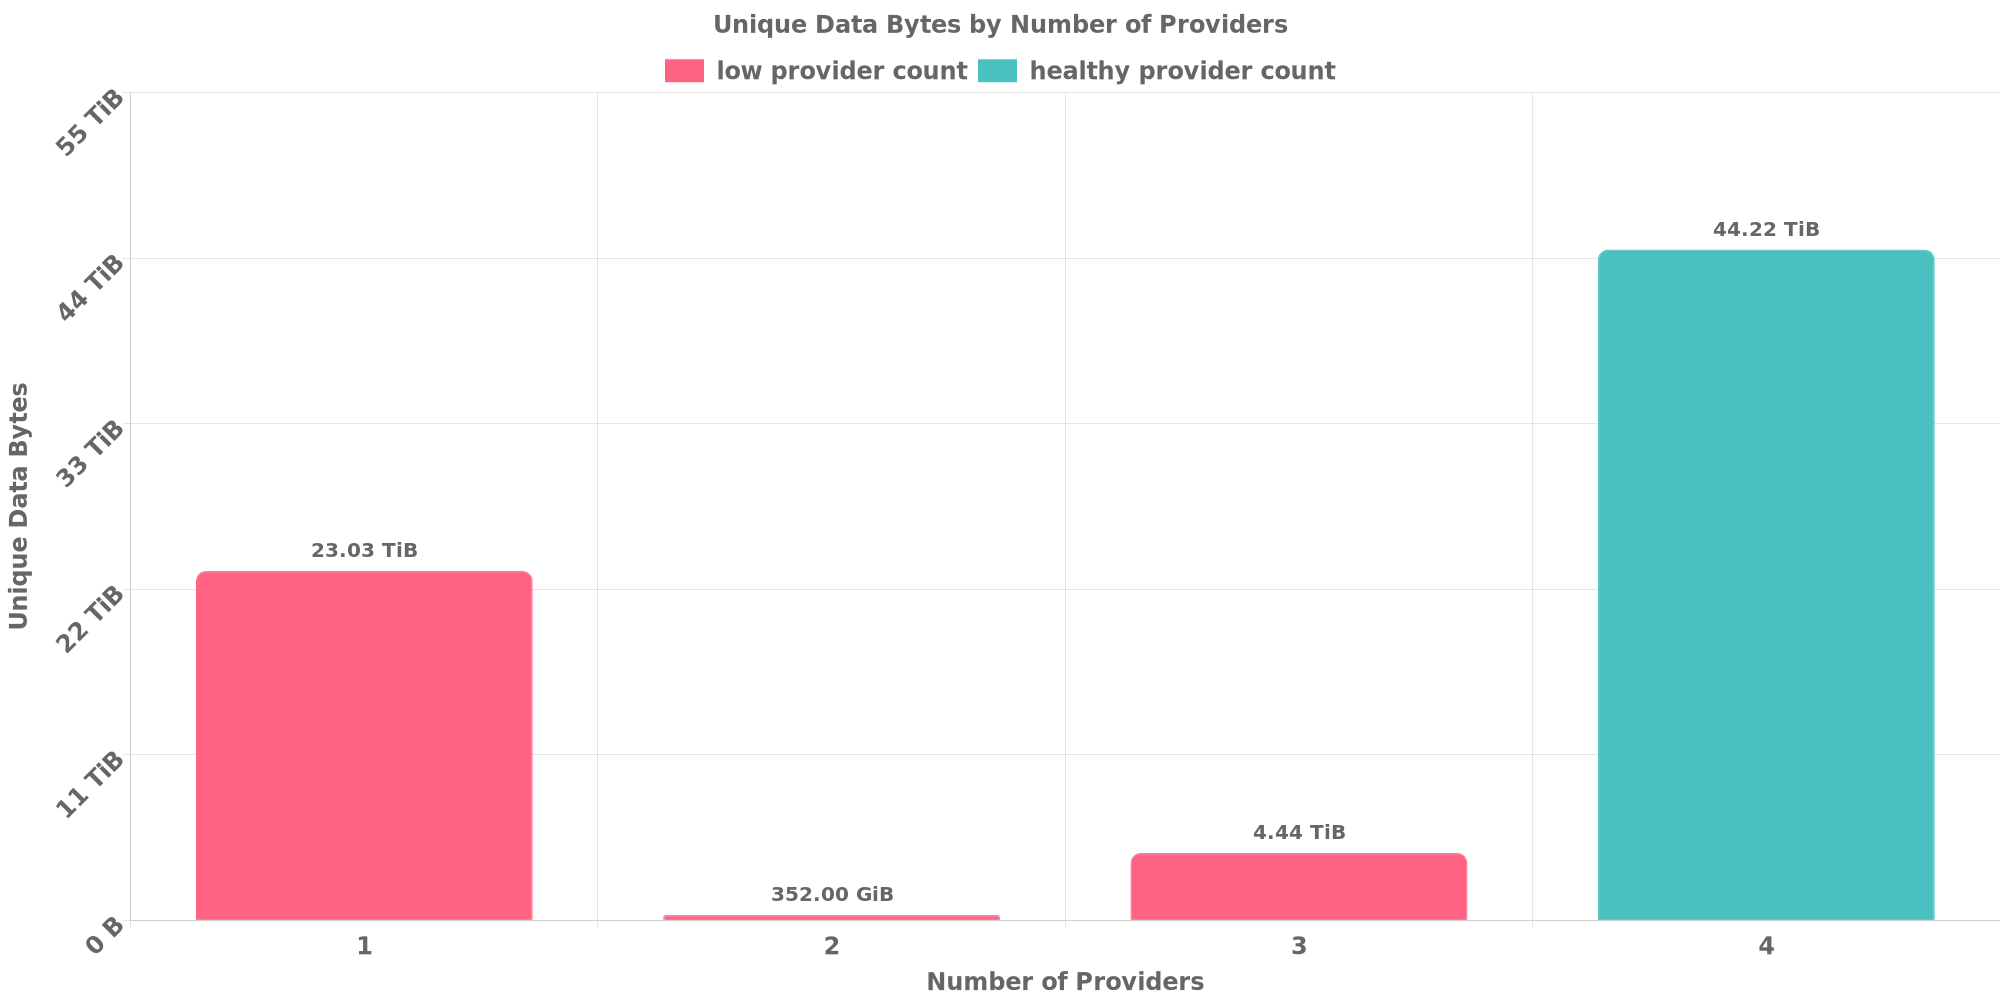 Unique Data Bytes by Number of Providers
low provider count healthy provider count
55 TiB
44 TiB
33 TiB
22 TiB
11 TiB
0 B
Unique Data Bytes
23.03 TiB
352.00 GiB
4.44 TiB
44.22 TiB
1 2 3 4
Number of Providers